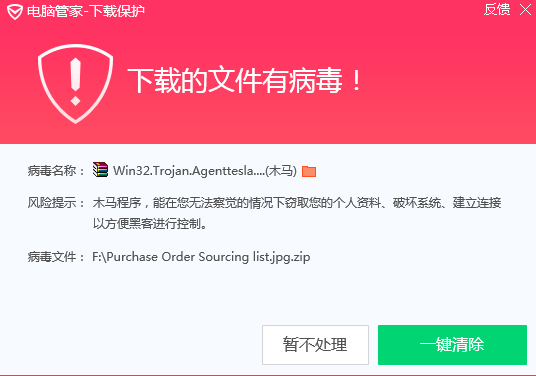 电脑管家-下载保护 反馈
下载的文件有病毒！
病毒名称： Win32.Trojan.Agenttesla....(木马)
风险提示： 木马程序，能在您无法察觉的情况下窃取您的个人资料、破坏系统、建立连接
以方便黑客进行控制。
病毒文件： F:\Purchase Order Sourcing list.jpg.zip
暂不处理 一键清除